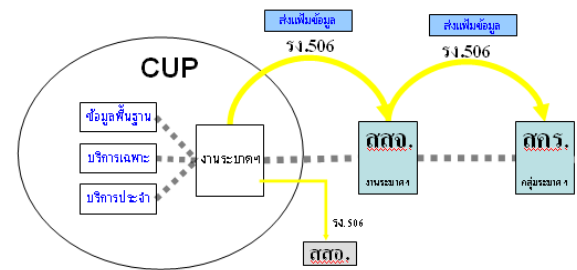 ส่งแฟ้มข้อมูล
รง.506
ส่งแฟ้มข้อมูล
รง.506
CUP
ข้อมูลพื้นฐาน
บริการเฉพาะ
บริการประจำ
งานระบาดฯ
สสจ.
งานระบาดฯ
สคร.
กลุ่มระบาดฯ
รง.506
สสอ.